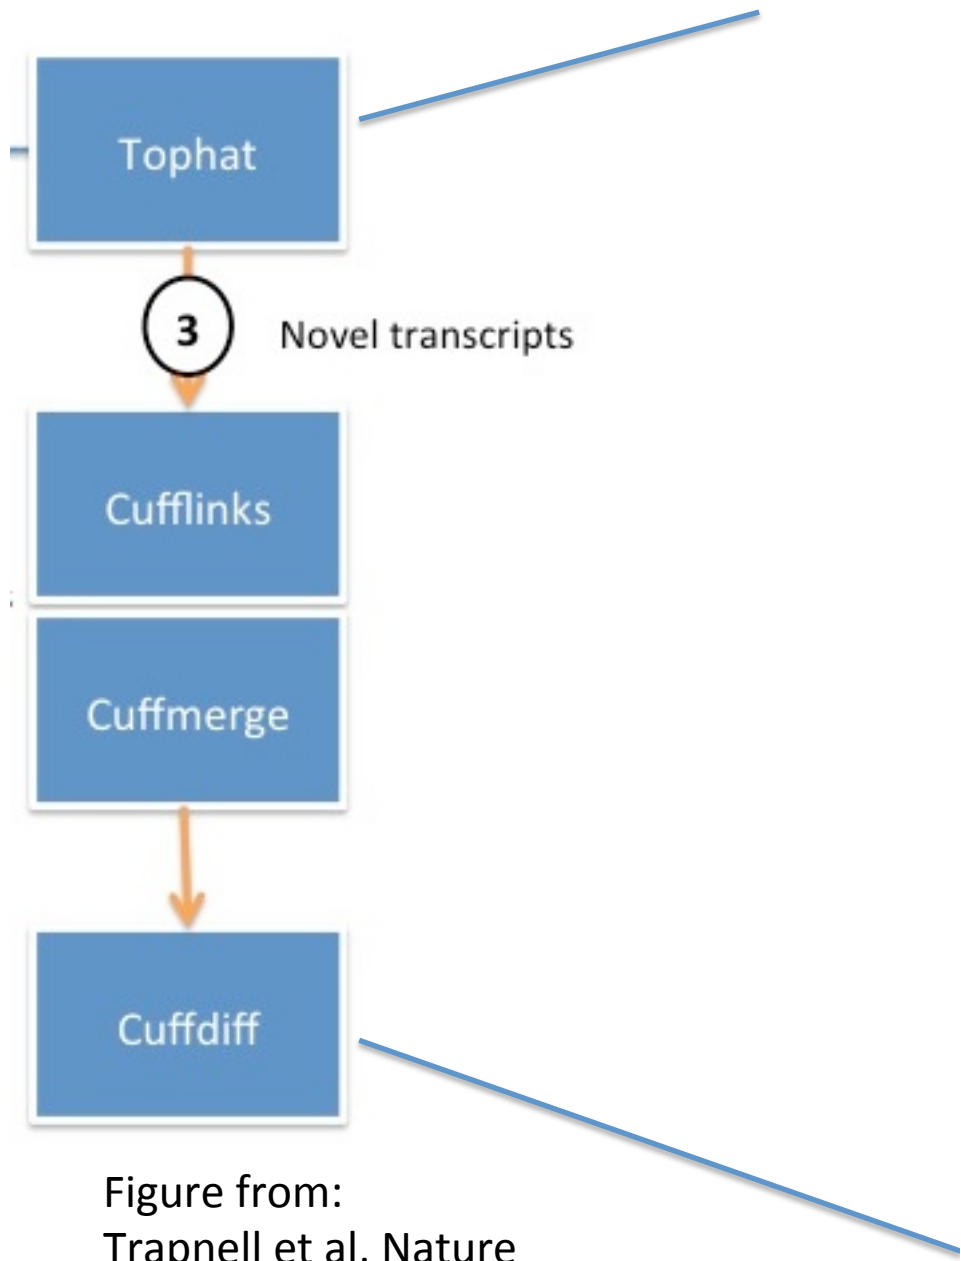 Tophat
3 Novel transcripts
Cufflinks
Cuffmerge
Cuffdiff
Figure from:
Trapnell et al. Nature